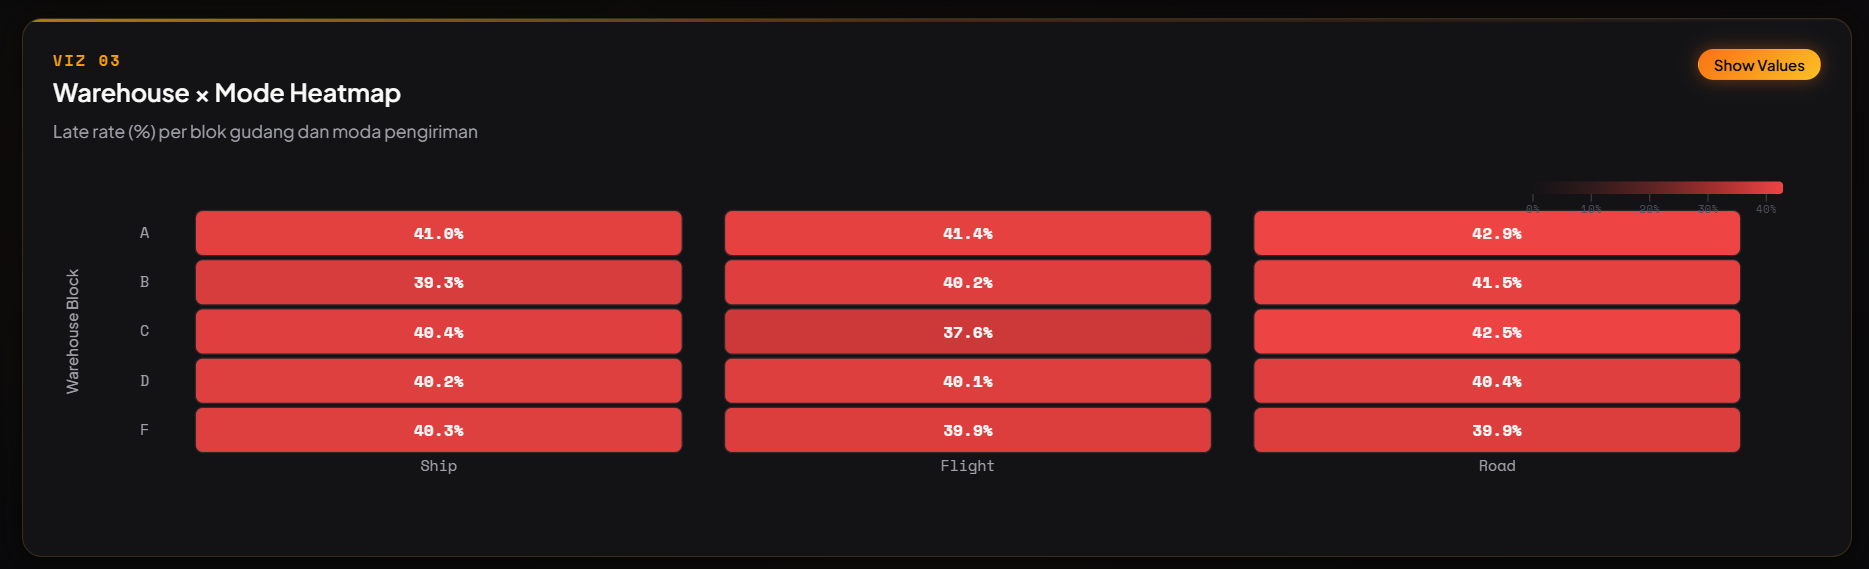 VIZ 03
Show Values
Warehouse × Mode Heatmap
Late rate (%) per blok gudang dan moda pengiriman
0% 10% 20% 30% 40%
A 41.0% 41.4% 42.9%
B 39.3% 40.2% 41.5%
C 40.4% 37.6% 42.5%
D 40.2% 40.1% 40.4%
F 40.3% 39.9% 39.9%
Warehouse Block
Ship Flight Road